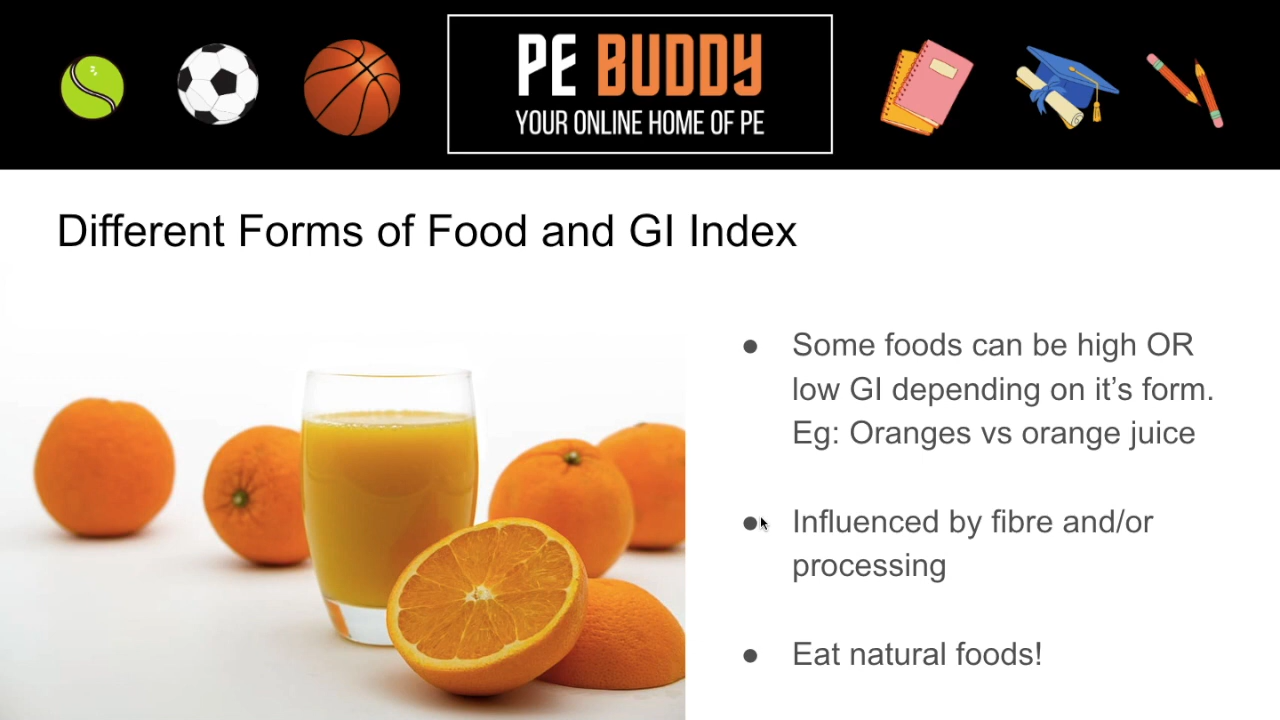 PE BUDDY
YOUR ONLINE HOME OF PE
Different Forms of Food and GI Index
● Some foods can be high OR
low GI depending on it’s form.
Eg: Oranges vs orange juice
● Influenced by fibre and/or
processing
● Eat natural foods!